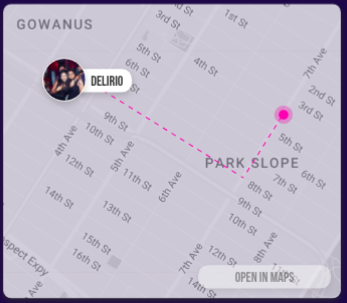 GOWANUS
3rd St
1st St
5th St
6th St
4th St
7th Ave
2nd St
3rd St
DELIRIO
9th St
10th St
4th Ave
5th Ave
5th St
PARK SLOPE
12th St
11th St
6th Ave
8th St
7th St
6th St
14th St
13th St
9th St
10th St
15th St
16th St
spect Expy
7th Ave
12th St
8th Ave
11th
14th St
OPEN IN MAPS